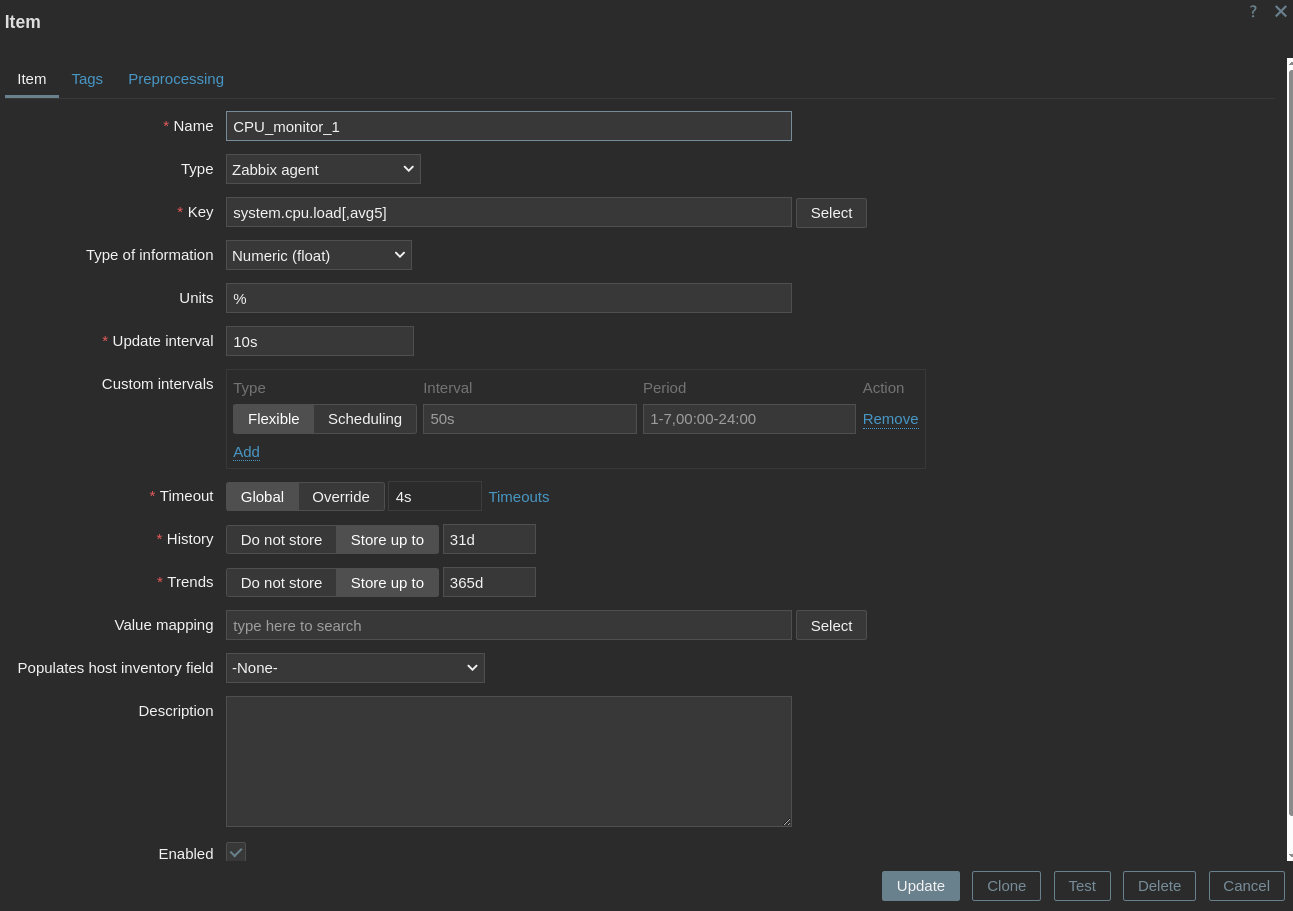 Item
?
Item Tags Preprocessing
* Name CPU_monitor_1
Type Zabbix agent
* Key system.cpu.load[,avg5] Select
Type of information Numeric (float)
Units %
* Update interval 10s
Custom intervals Type Interval Period Action
Flexible Scheduling 50s 1-7,00:00-24:00 Remove
Add
* Timeout Global Override 4s Timeouts
* History Do not store Store up to 31d
* Trends Do not store Store up to 365d
Value mapping type here to search Select
Populates host inventory field -None-
Description
Enabled
Update Clone Test Delete Cancel